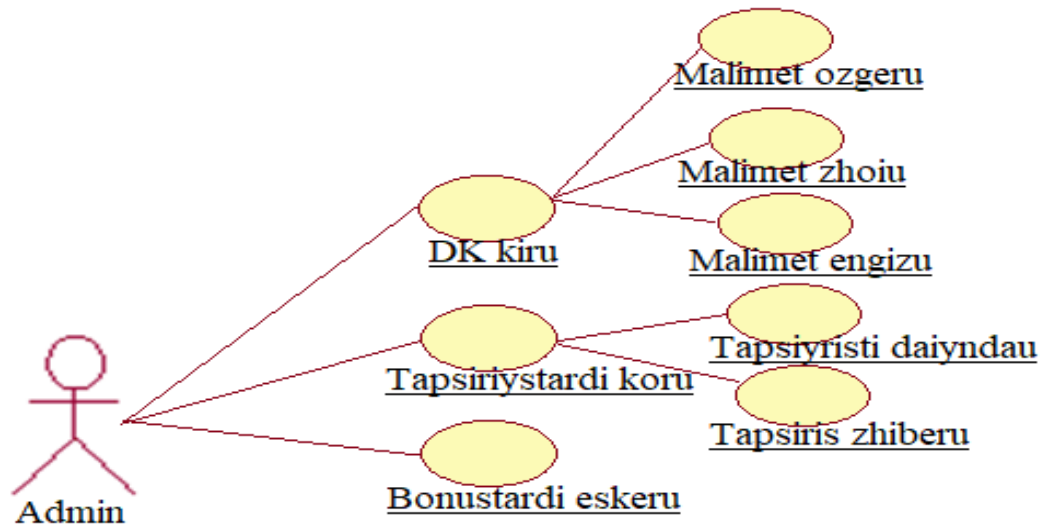 Malimet ozgeru
Malimet zhoiu
DK kiru
Malimet engizu
Tapsiriystardi koru
Tapsiyristi daiyndau
Tapsiris zhiberu
Bonustardi eskeru
Admin